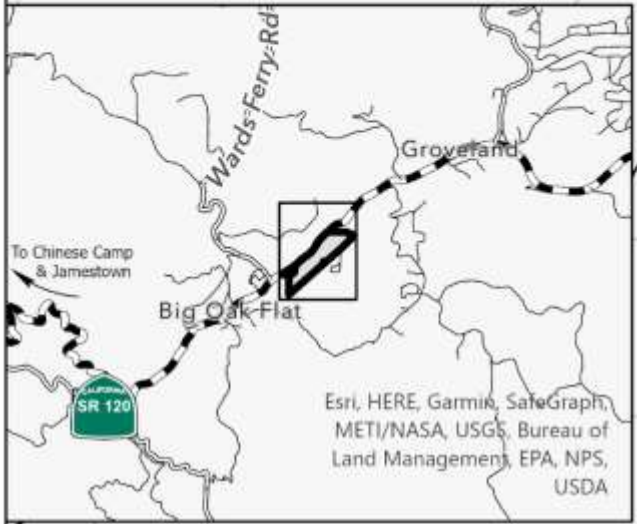 Wards Ferry Rd
Groveland
To Chinese Camp
& Jamestown
Big Oak Flat
CALIFORNIA
SR 120
Esri, HERE, Garmin, SafeGraph,
METI/NASA, USGS, Bureau of
Land Management, EPA, NPS,
USDA